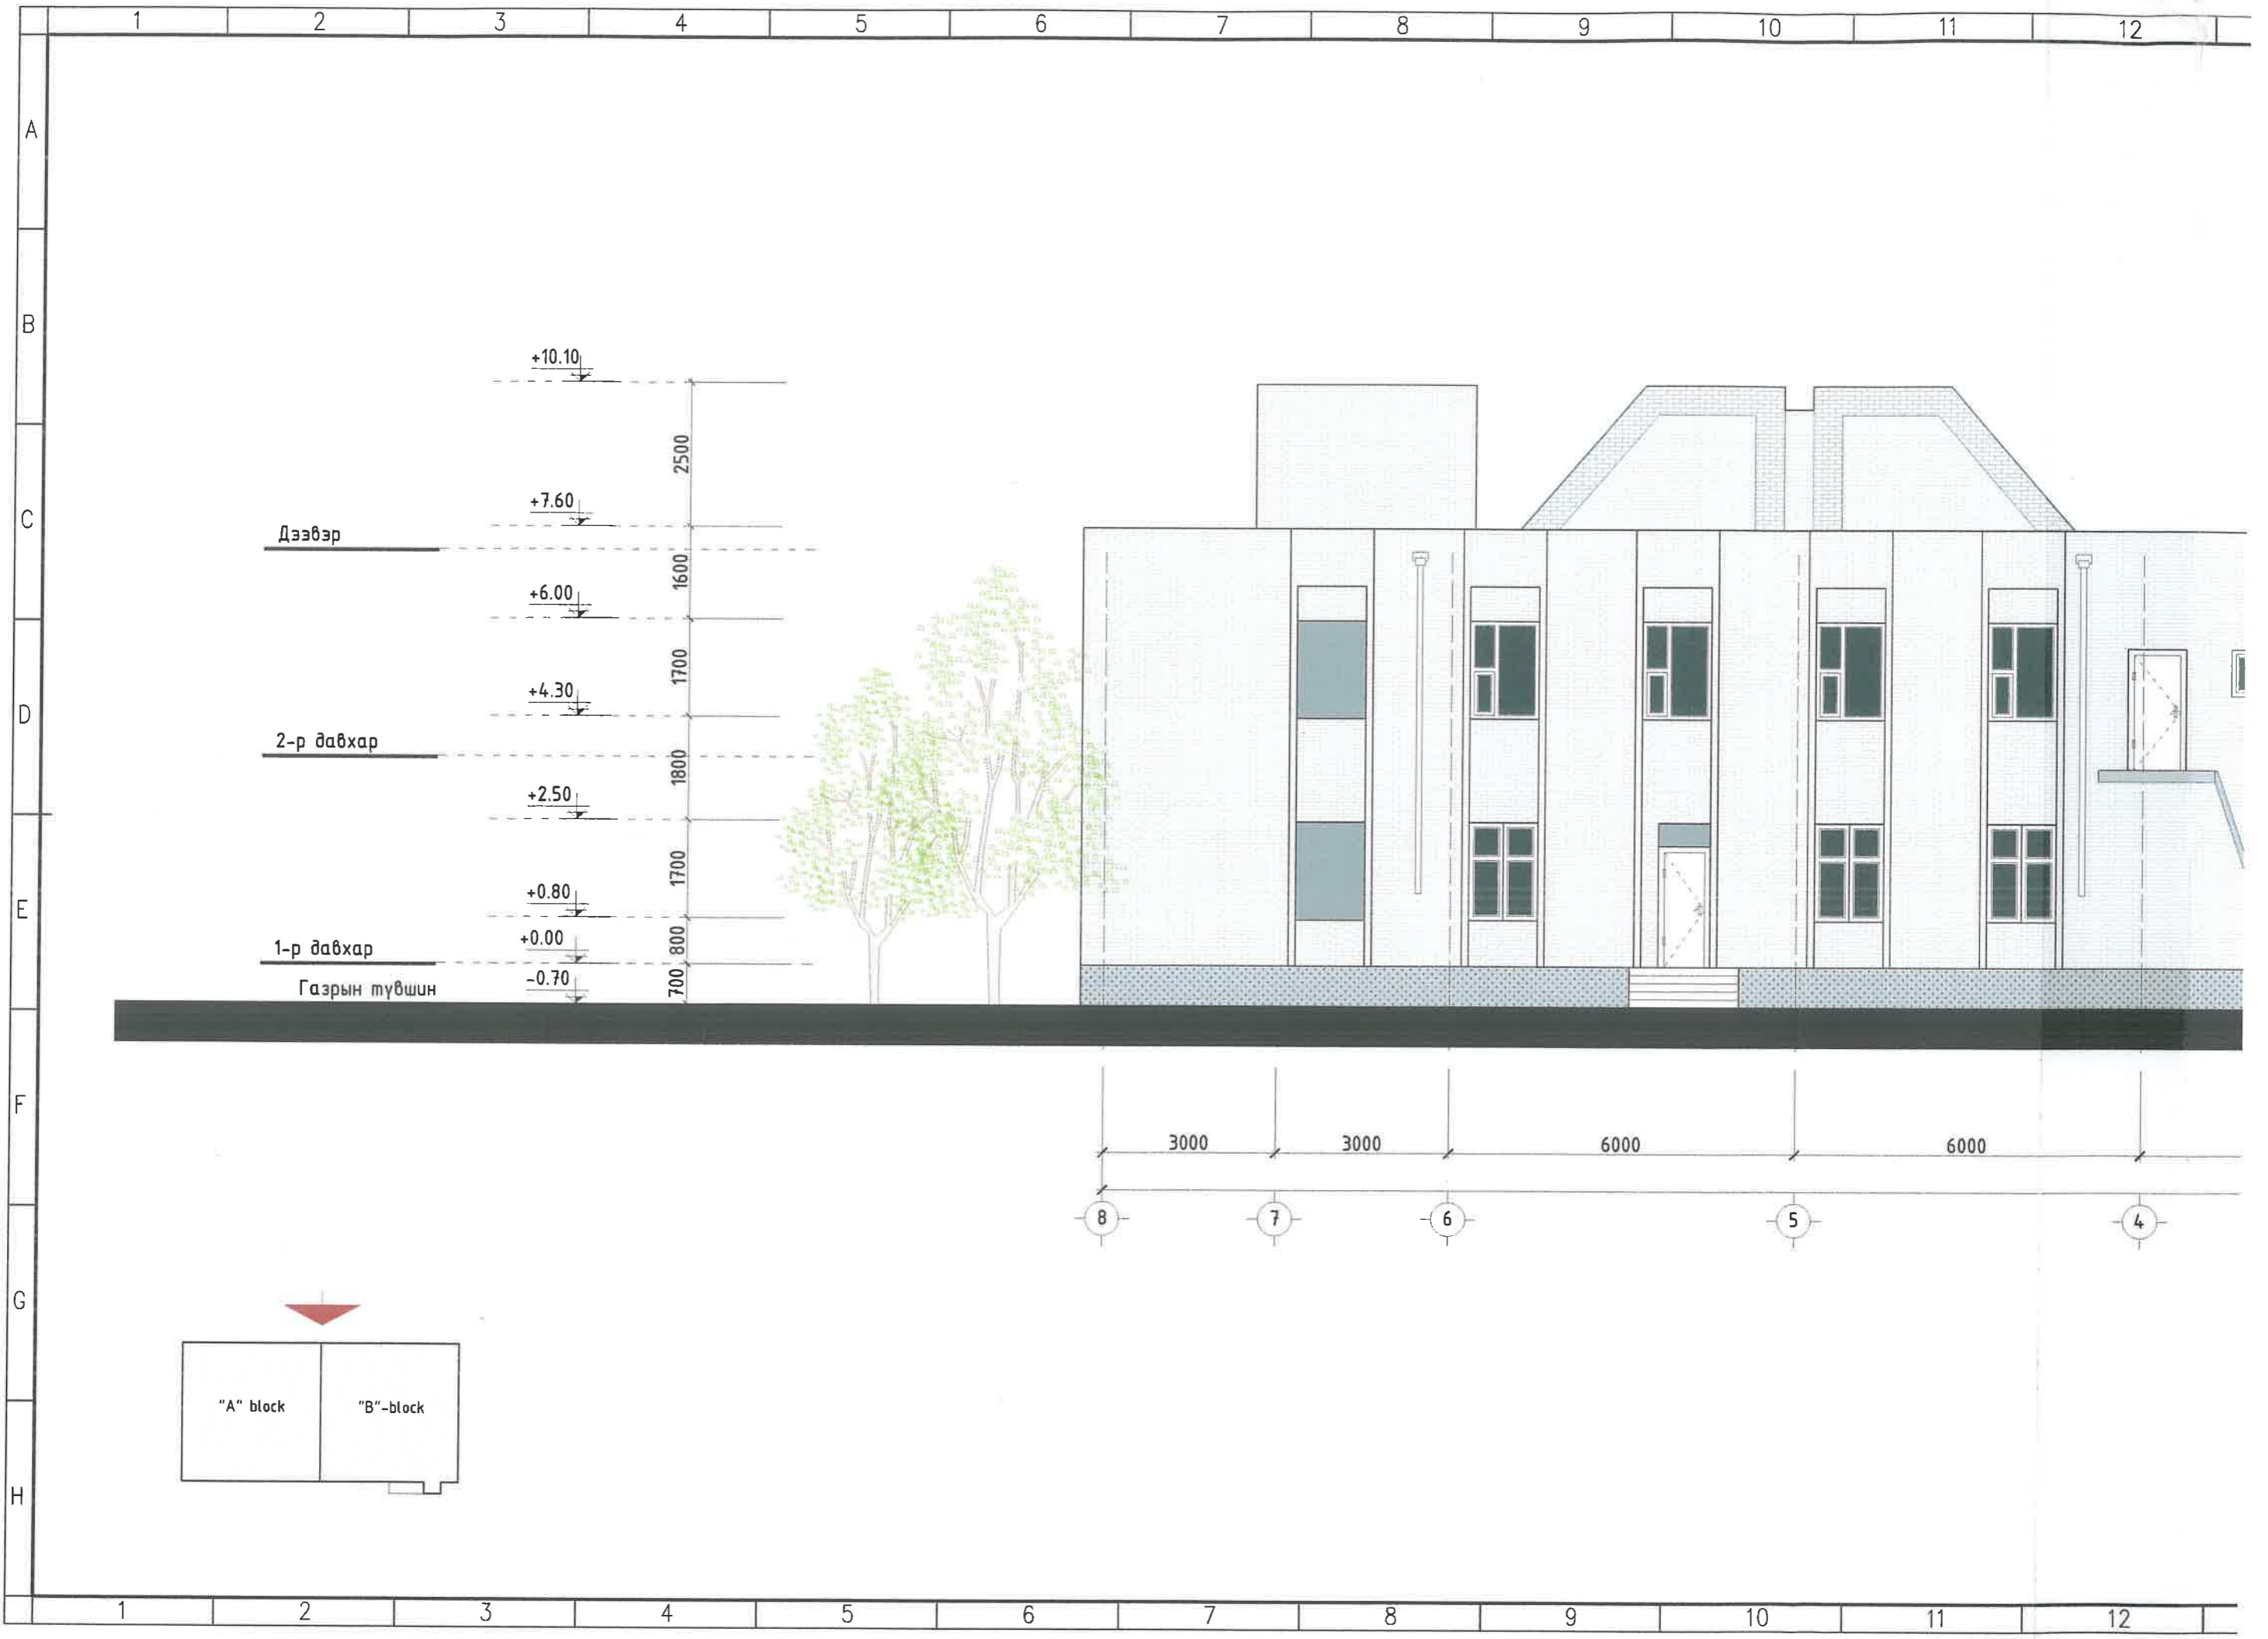 1 2 3 4 5 6 7 8 9 10 11 12
A
B
+10.10
2500
C
+7.60
Дээвэр
1600
+6.00
1700
+4.30
D
2-р давхар
1800
+2.50
1700
+0.80
E
800
+0.00
1-р давхар
-0.70
Газрын түвшин
700
F
3000 3000 6000 6000
8 7 6 5 4
G
"A" block "B"-block
H
1 2 3 4 5 6 7 8 9 10 11 12